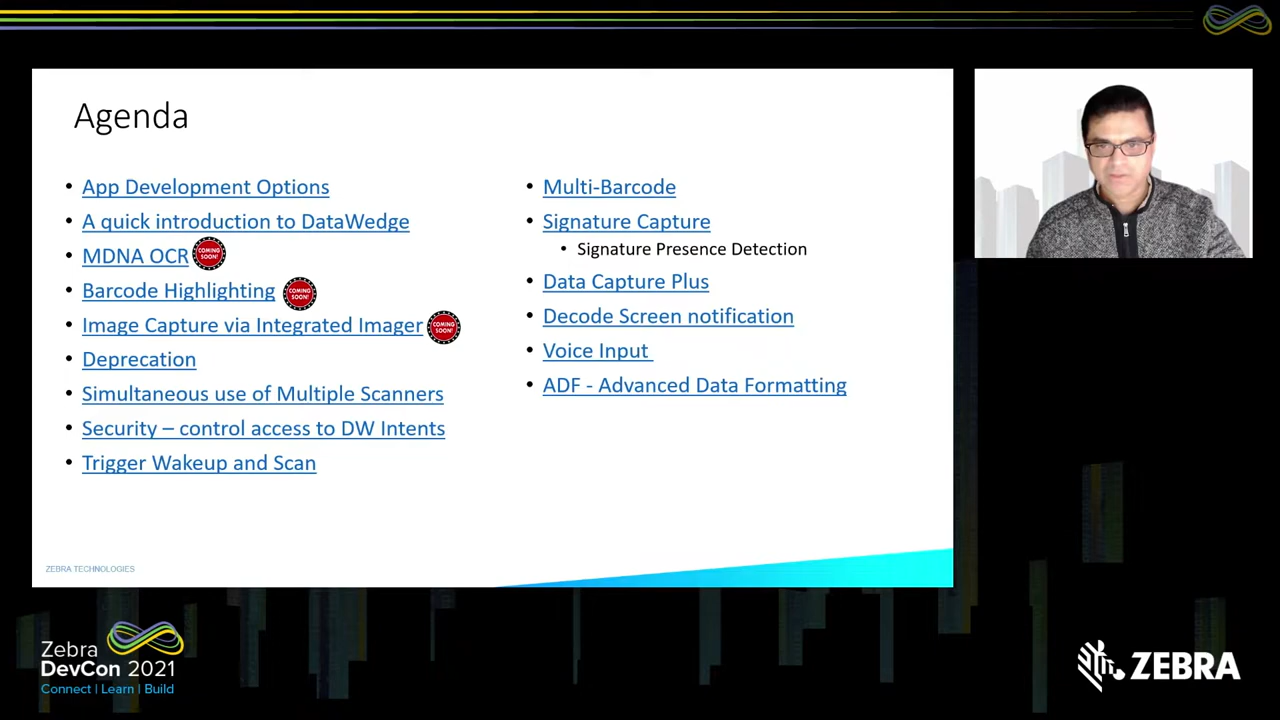 Agenda
App Development Options
A quick introduction to DataWedge
MDNA OCR COMING SOON!
Barcode Highlighting COMING SOON!
Image Capture via Integrated Imager COMING SOON!
Deprecation
Simultaneous use of Multiple Scanners
Security – control access to DW Intents
Trigger Wakeup and Scan
Multi-Barcode
Signature Capture
Signature Presence Detection
Data Capture Plus
Decode Screen notification
Voice Input
ADF - Advanced Data Formatting
ZEBRA TECHNOLOGIES
Zebra
DevCon 2021
Connect | Learn | Build
ZEBRA